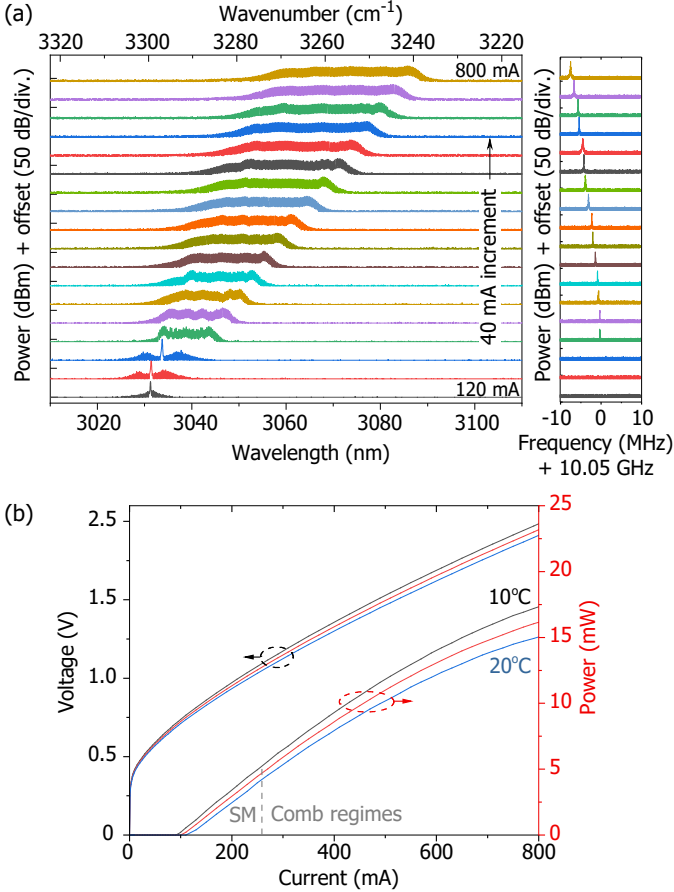 (a)
Wavenumber (cm-1)
3320 3300 3280 3260 3240 3220
800 mA
40 mA increment
120 mA
Power (dBm) + offset (50 dB/div.)
3020 3040 3060 3080 3100
Wavelength (nm)
Power (dBm) + offset (50 dB/div.)
-10 0 10
Frequency (MHz)
+ 10.05 GHz
(b)
2.5
1.5
1.0
0.5
0
Voltage (V)
25
20
15
10
5
0
Power (mW)
10°C
20°C
SM
Comb regimes
0 200 400 600 800
Current (mA)